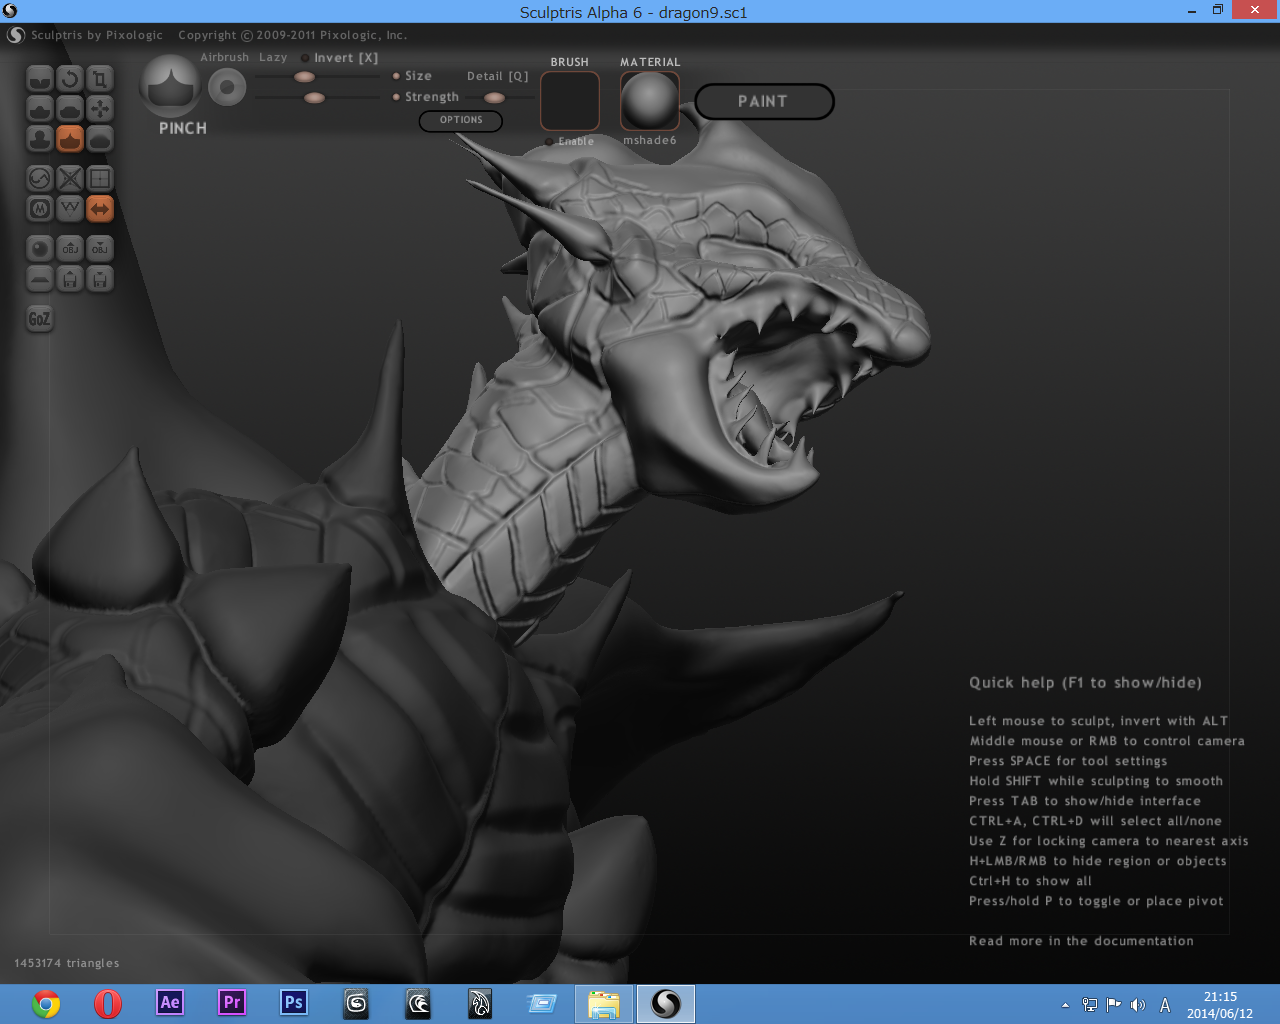 Sculptris Alpha 6 - dragon9.sc1
Sculptris by Pixologic Copyright © 2009-2011 Pixologic, Inc.
Airbrush Lazy Invert [X]
BRUSH MATERIAL
Size Detail [Q]
Strength
PAINT
OPTIONS
PINCH
Enable mshade6
OBJ OBJ
GoZ
Quick help (F1 to show/hide)
Left mouse to sculpt, invert with ALT
Middle mouse or RMB to control camera
Press SPACE for tool settings
Hold SHIFT while sculpting to smooth
Press TAB to show/hide interface
CTRL+A, CTRL+D will select all/none
Use Z for locking camera to nearest axis
H+LMB/RMB to hide region or objects
Ctrl+H to show all
Press/hold P to toggle or place pivot
Read more in the documentation
1453174 triangles
Ae Pr Ps
A
21:15
2014/06/12